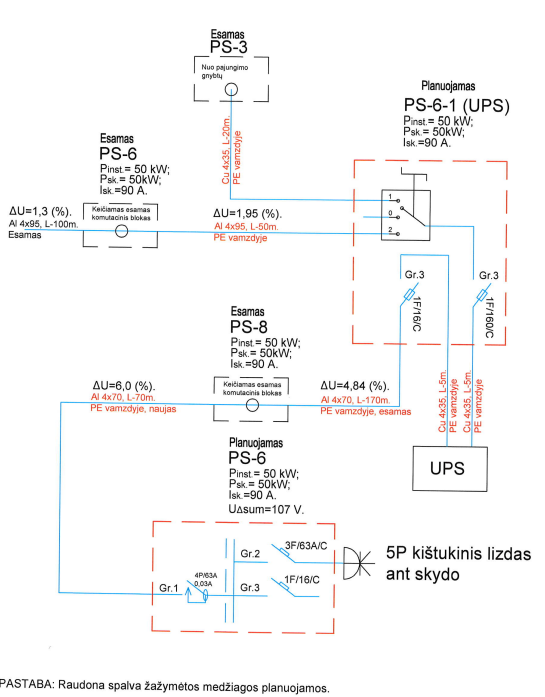 Esamas
PS-3
Nuo pajungimo
gnybtų
Cu 4x35, L-20m.
PE vamzdyje
Planuojamas
PS-6-1 (UPS)
Pinst.= 50 kW;
Psk.= 50kW;
Isk.=90 A.
Esamas
PS-6
Pinst.= 50 kW;
Psk.= 50kW;
Isk.=90 A.
Keičiamas esamas
komutacinis blokas
ΔU=1,3 (%).
Al 4x95, L-100m.
Esamas
ΔU=1,95 (%).
Al 4x95, L-50m.
PE vamzdyje
1
0
2
Gr.3
1F/16/C
Gr.3
1F/160/C
Cu 4x35, L-5m.
PE vamzdyje
Cu 4x35, L-5m.
PE vamzdyje
UPS
Esamas
PS-8
Pinst.= 50 kW;
Psk.= 50kW;
Isk.=90 A.
Keičiamas esamas
komutacinis blokas
ΔU=6,0 (%).
Al 4x70, L-70m.
PE vamzdyje, naujas
ΔU=4,84 (%).
Al 4x70, L-170m.
PE vamzdyje, esamas
Planuojamas
PS-6
Pinst.= 50 kW;
Psk.= 50kW;
Isk.=90 A.
UΔsum=107 V.
Gr.1
4P/63A
0,03A
Gr.2
3F/63A/C
Gr.3
1F/16/C
5P kištukinis lizdas
ant skydo
PASTABA: Raudona spalva žažymėtos medžiagos planuojamos.